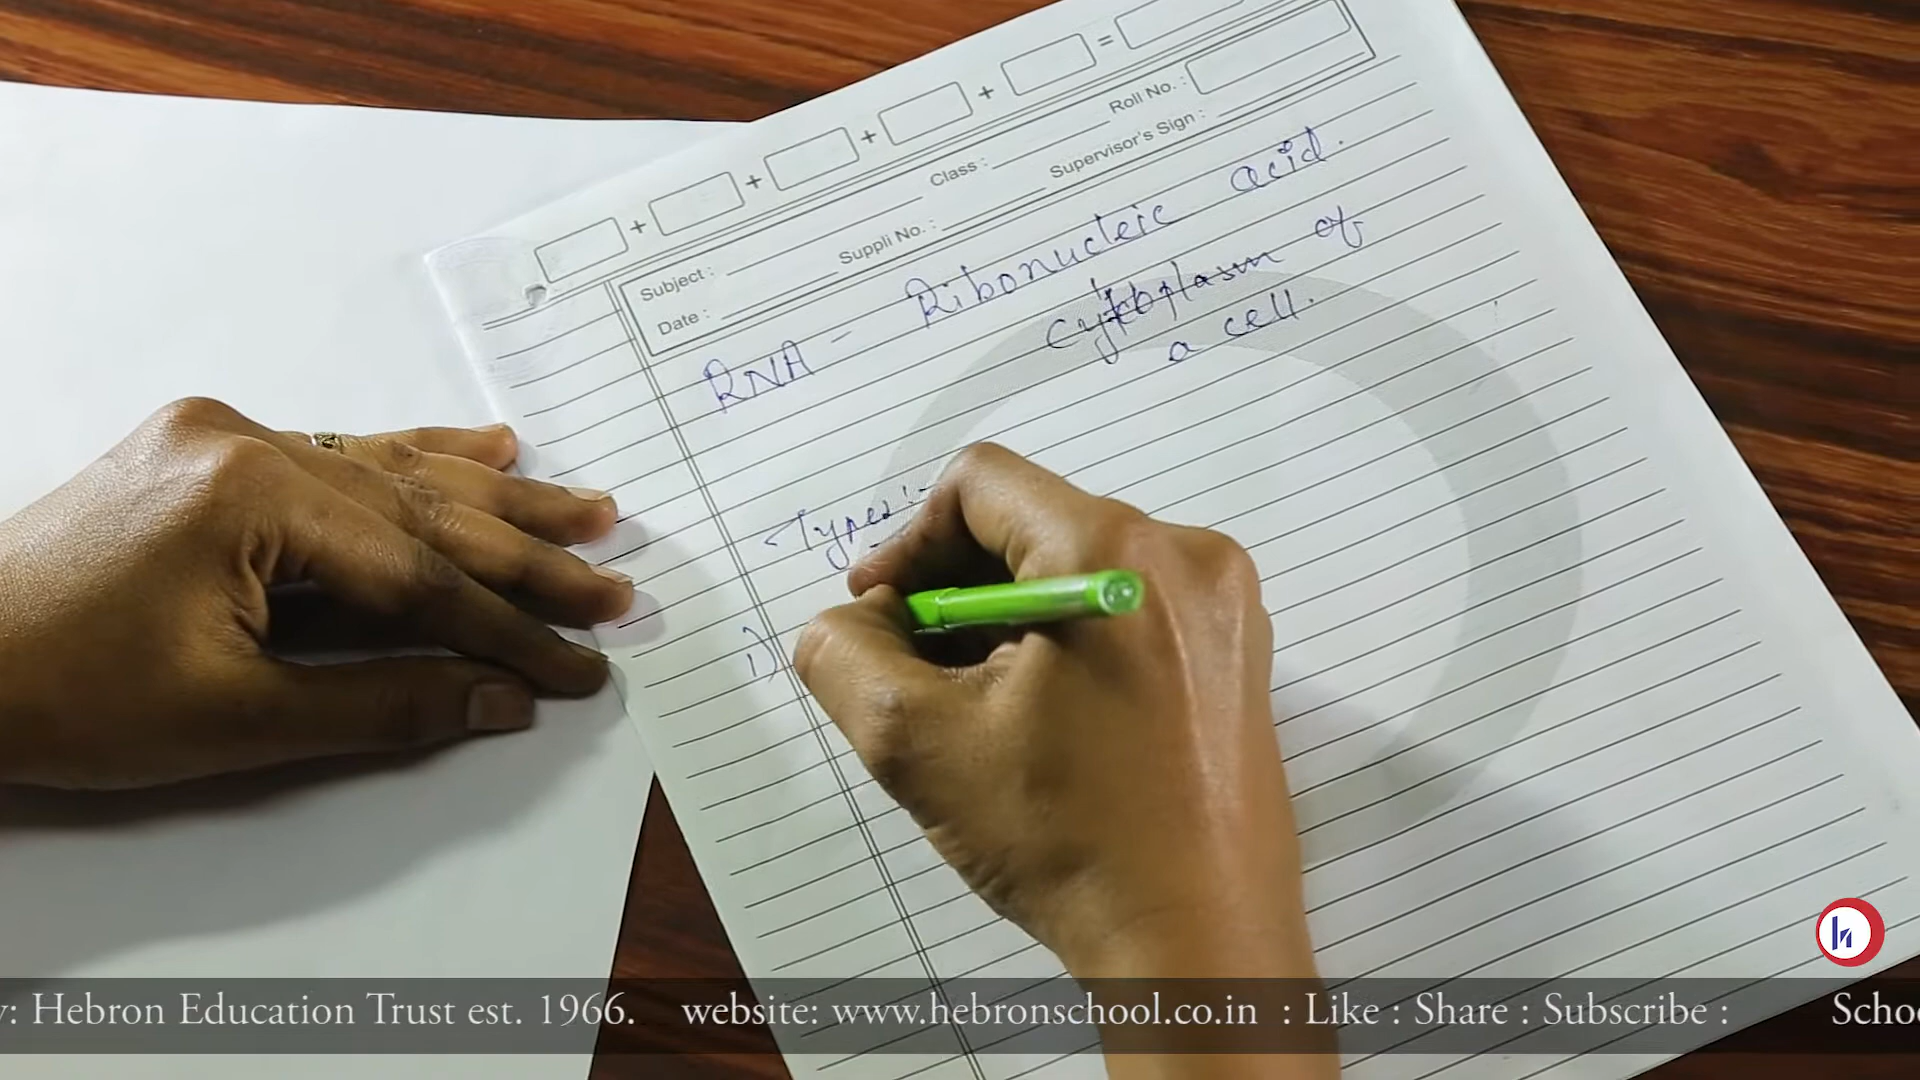 + + + + =
Subject : Class : Roll No. :
Date : Suppli No. : Supervisor's Sign :
RNA - Ribonucleic acid.
Cytoplasm of
a cell.
Types :-
1)
y: Hebron Education Trust est. 1966. website: www.hebronschool.co.in : Like : Share : Subscribe : Schoo